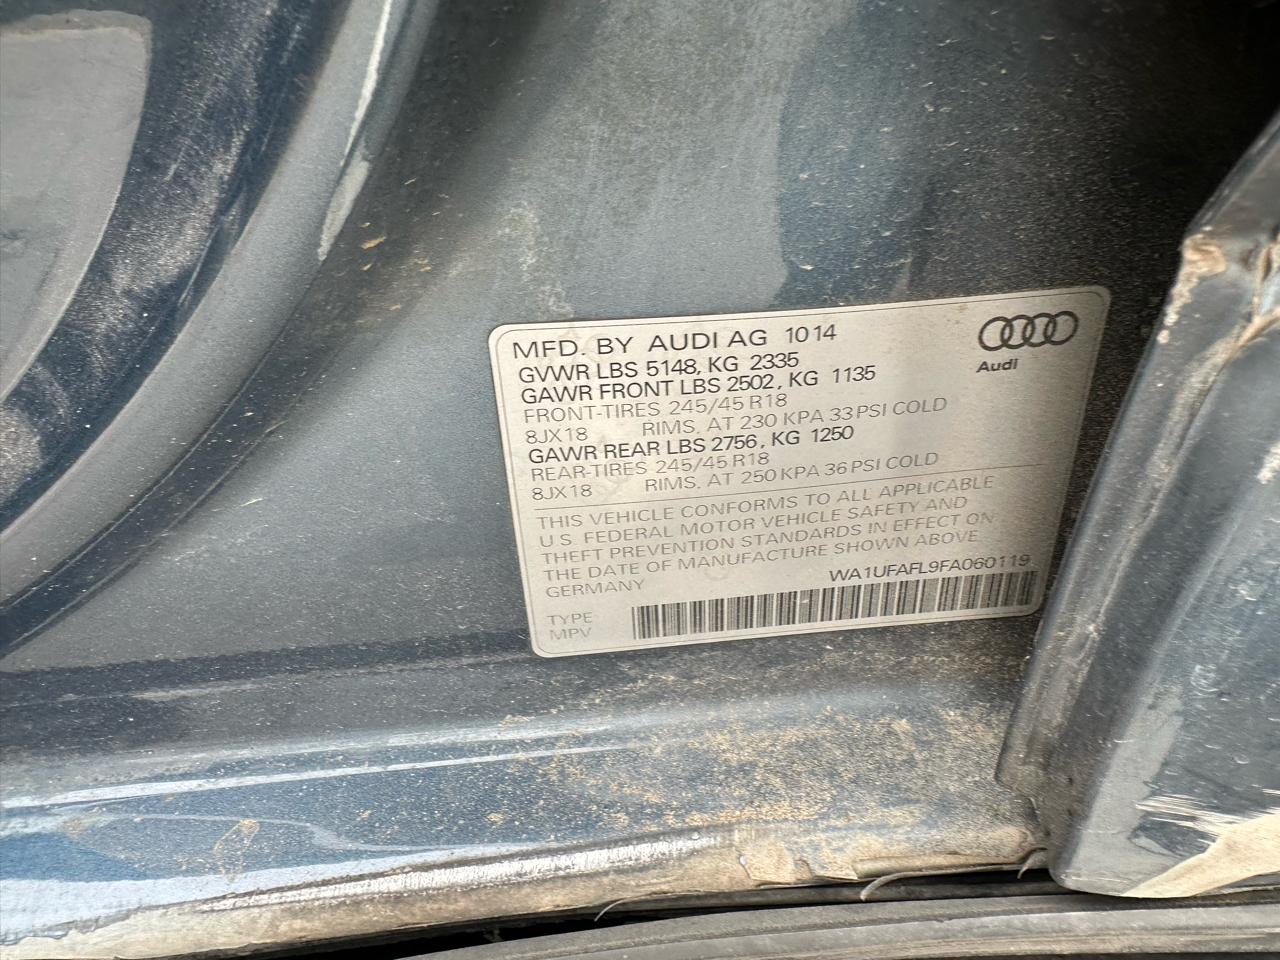 MFD. BY AUDI AG 10 14
GVWR LBS 5148, KG 2335
GAWR FRONT LBS 2502, KG 1135
FRONT-TIRES 245/45 R18
8JX18 RIMS, AT 230 KPA 33 PSI COLD
GAWR REAR LBS 2756, KG 1250
REAR-TIRES 245/45 R18
8JX18 RIMS, AT 250 KPA 36 PSI COLD
Audi
THIS VEHICLE CONFORMS TO ALL APPLICABLE
U.S. FEDERAL MOTOR VEHICLE SAFETY AND
THEFT PREVENTION STANDARDS IN EFFECT ON
THE DATE OF MANUFACTURE SHOWN ABOVE
GERMANY
WA1UFAFL9FA060119
TYPE
MPV